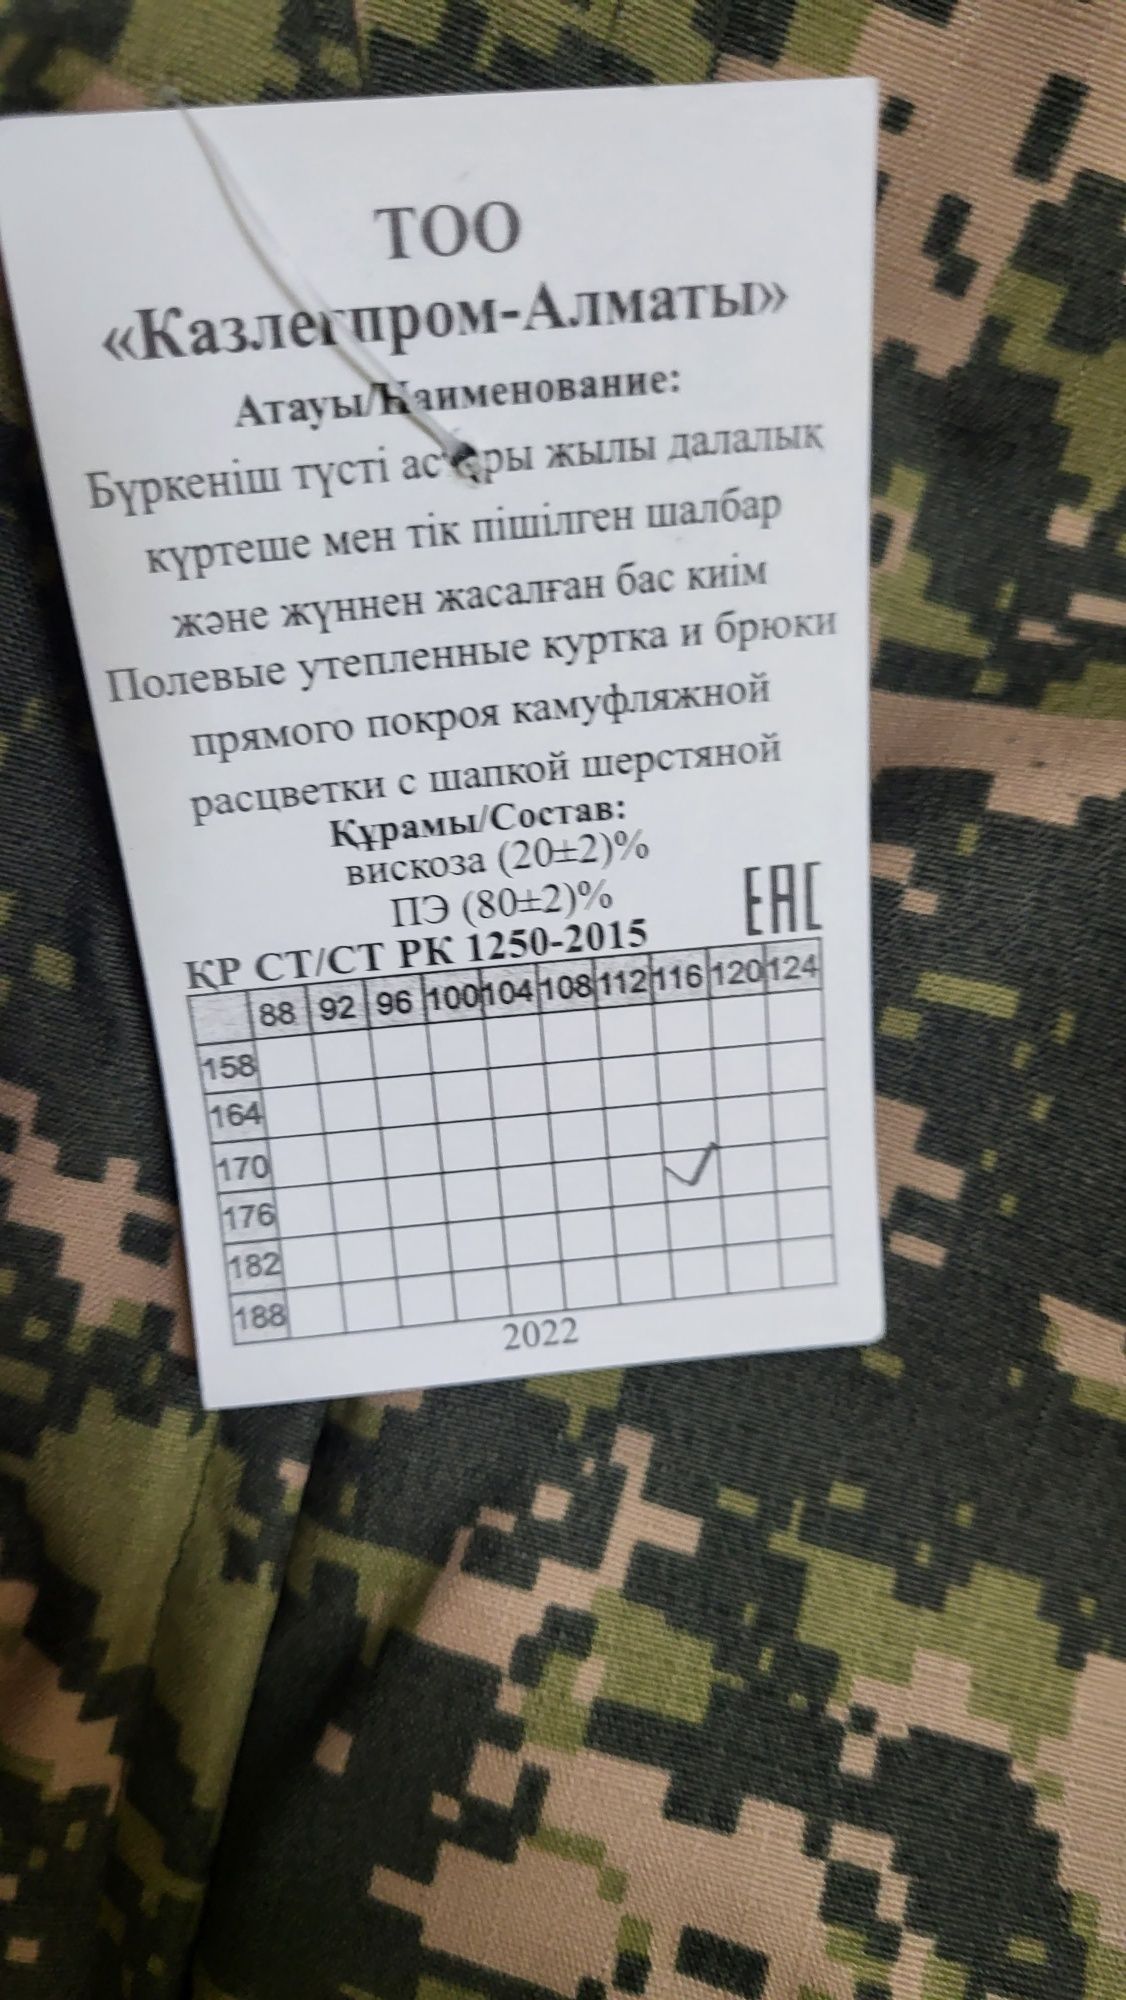 ТОО
«Казлегпром-Алматы»
Атауы/Наименование:
Бүркеніш түсті астары жылы далалық
күртеше мен тік пішілген шалбар
және жүннен жасалған бас киім
Полевые утепленные куртка и брюки
прямого покроя камуфляжной
расцветки с шапкой шерстяной
Құрамы/Состав:
вискоза (20±2)%
ПЭ (80±2)%
EAC
ҚР СТ/СТ РК 1250-2015
88 92 96 100 104 108 112 116 120 124
158
164
170
176
182
188
2022